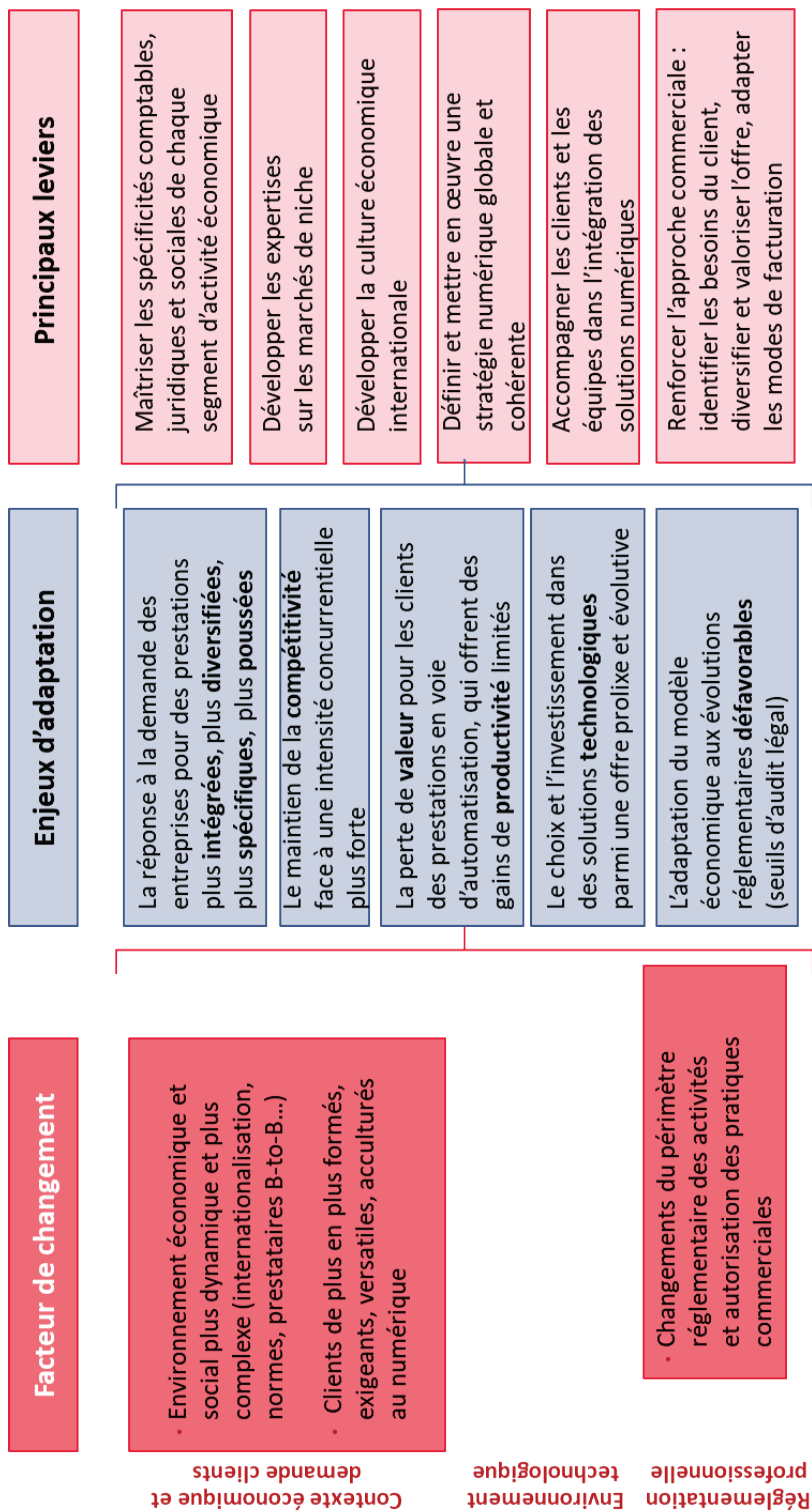 Facteur de changement
Enjeux d’adaptation
Principaux leviers
Contexte économique et
demande clients
• Environnement économique et
social plus dynamique et plus
complexe (internationalisation,
normes, prestataires B-to-B…)
• Clients de plus en plus formés,
exigeants, versatiles, acculturés
au numérique
Environnement
technologique
Réglementation
professionnelle
• Changements du périmètre
réglementaire des activités
et autorisation des pratiques
commerciales
La réponse à la demande des
entreprises pour des prestations
plus intégrées, plus diversifiées,
plus spécifiques, plus poussées
Le maintien de la compétitivité
face à une intensité concurrentielle
plus forte
La perte de valeur pour les clients
des prestations en voie
d’automatisation, qui offrent des
gains de productivité limités
Le choix et l’investissement dans
des solutions technologiques
parmi une offre prolixe et évolutive
L’adaptation du modèle
économique aux évolutions
réglementaires défavorables
(seuils d’audit légal)
Maîtriser les spécificités comptables,
juridiques et sociales de chaque
segment d’activité économique
Développer les expertises
sur les marchés de niche
Développer la culture économique
internationale
Définir et mettre en œuvre une
stratégie numérique globale et
cohérente
Accompagner les clients et les
équipes dans l’intégration des
solutions numériques
Renforcer l’approche commerciale :
identifier les besoins du client,
diversifier et valoriser l’offre, adapter
les modes de facturation